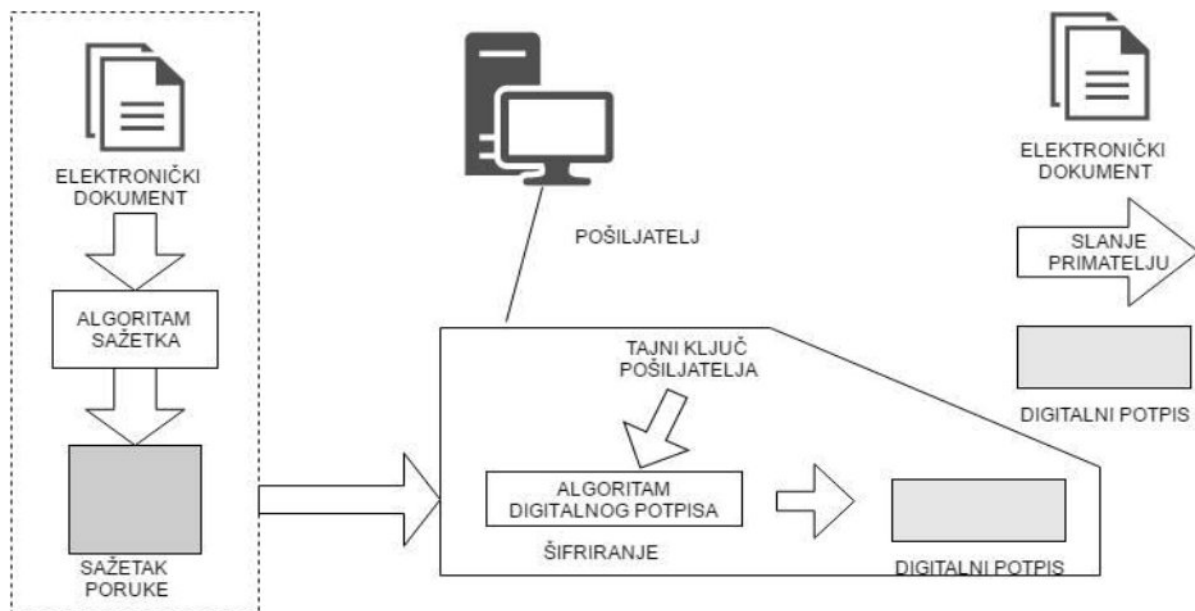 ELEKTRONIČKI
DOKUMENT
ALGORITAM
SAŽETKA
SAŽETAK
PORUKE
POŠILJATELJ
TAJNI KLJUČ
POŠILJATELJA
ALGORITAM
DIGITALNOG POTPISA
ŠIFRIRANJE
DIGITALNI POTPIS
ELEKTRONIČKI
DOKUMENT
SLANJE
PRIMATELJU
DIGITALNI POTPIS